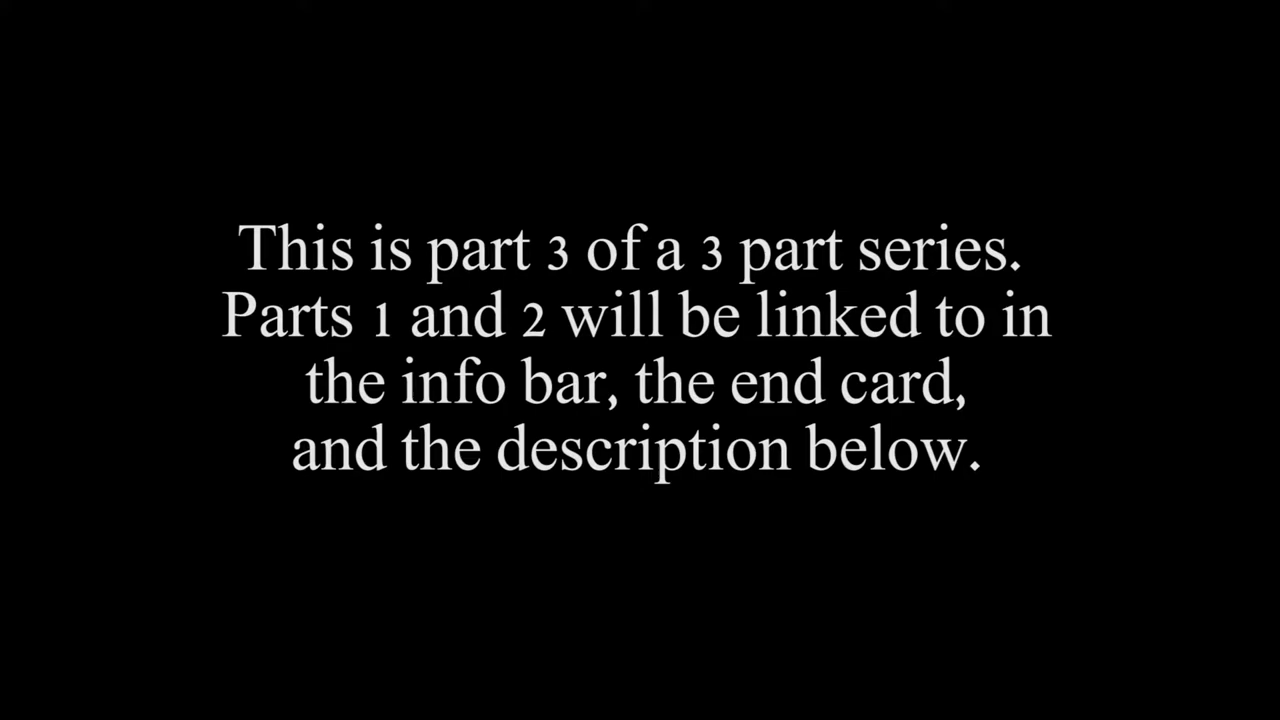 This is part 3 of a 3 part series.
Parts 1 and 2 will be linked to in
the info bar, the end card,
and the description below.